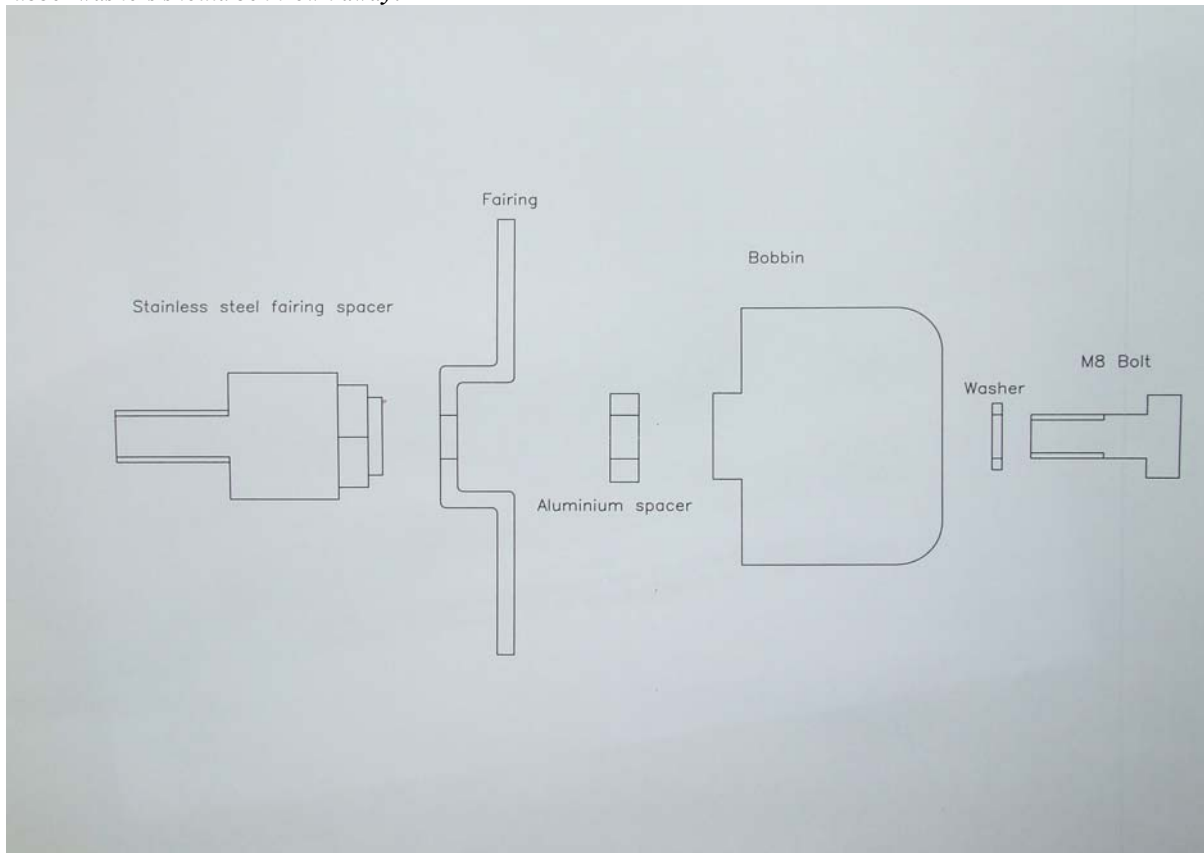 Fairing
Bobbin
Stainless steel fairing spacer
M8 Bolt
Washer
Aluminium spacer